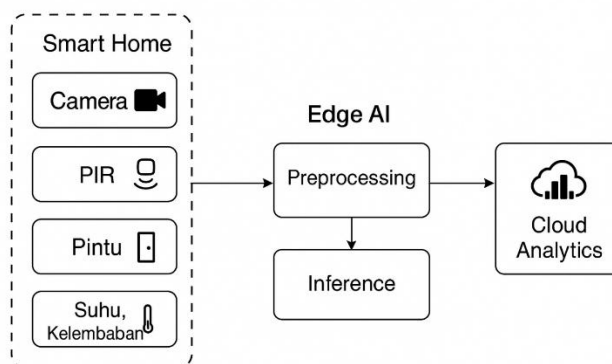 Smart Home
Camera
PIR
Pintu
Suhu,
Kelembaban
Edge AI
Preprocessing
Inference
Cloud
Analytics